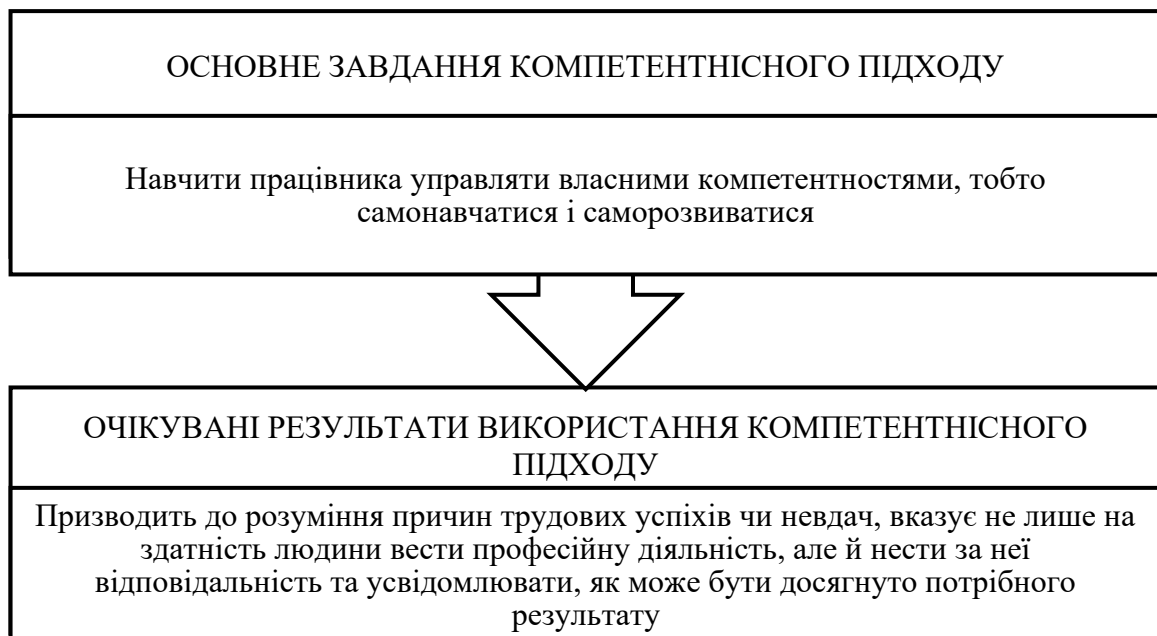 ОСНОВНЕ ЗАВДАННЯ КОМПЕТЕНТНІСНОГО ПІДХОДУ
Навчити працівника управляти власними компетентностями, тобто
самонавчатися і саморозвиватися
ОЧІКУВАНІ РЕЗУЛЬТАТИ ВИКОРИСТАННЯ КОМПЕТЕНТНІСНОГО
ПІДХОДУ
Призводить до розуміння причин трудових успіхів чи невдач, вказує не лише на
здатність людини вести професійну діяльність, але й нести за неї
відповідальність та усвідомлювати, як може бути досягнуто потрібного
результату